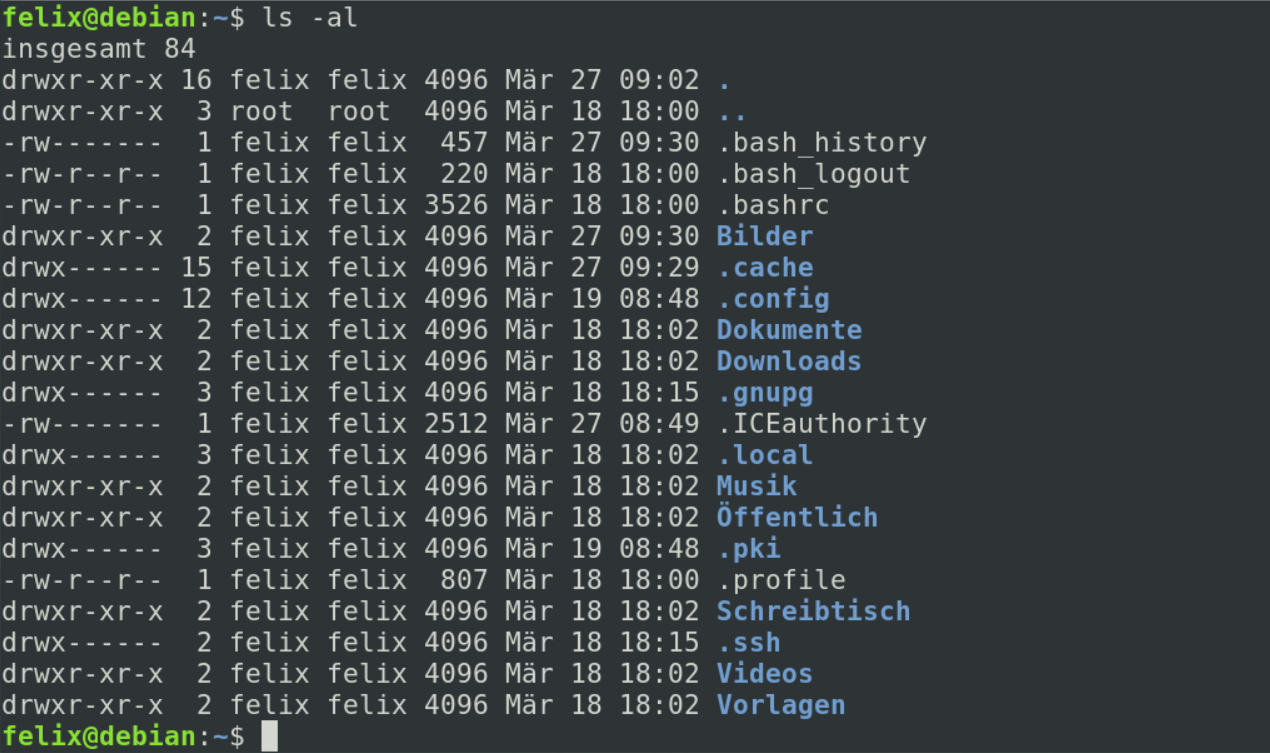 felix@debian:~$ ls -al
insgesamt 84
drwxr-xr-x 16 felix felix 4096 Mär 27 09:02 .
drwxr-xr-x  3 root  root  4096 Mär 18 18:00 ..
-rw-------  1 felix felix  457 Mär 27 09:30 .bash_history
-rw-r--r--  1 felix felix  220 Mär 18 18:00 .bash_logout
-rw-r--r--  1 felix felix 3526 Mär 18 18:00 .bashrc
drwxr-xr-x  2 felix felix 4096 Mär 27 09:30 Bilder
drwx------ 15 felix felix 4096 Mär 27 09:29 .cache
drwx------ 12 felix felix 4096 Mär 19 08:48 .config
drwxr-xr-x  2 felix felix 4096 Mär 18 18:02 Dokumente
drwxr-xr-x  2 felix felix 4096 Mär 18 18:02 Downloads
drwx------  3 felix felix 4096 Mär 18 18:15 .gnupg
-rw-------  1 felix felix 2512 Mär 27 08:49 .ICEauthority
drwx------  3 felix felix 4096 Mär 18 18:02 .local
drwxr-xr-x  2 felix felix 4096 Mär 18 18:02 Musik
drwxr-xr-x  2 felix felix 4096 Mär 18 18:02 Öffentlich
drwx------  3 felix felix 4096 Mär 19 08:48 .pki
-rw-r--r--  1 felix felix  807 Mär 18 18:00 .profile
drwxr-xr-x  2 felix felix 4096 Mär 18 18:02 Schreibtisch
drwx------  2 felix felix 4096 Mär 18 18:15 .ssh
drwxr-xr-x  2 felix felix 4096 Mär 18 18:02 Videos
drwxr-xr-x  2 felix felix 4096 Mär 18 18:02 Vorlagen
felix@debian:~$